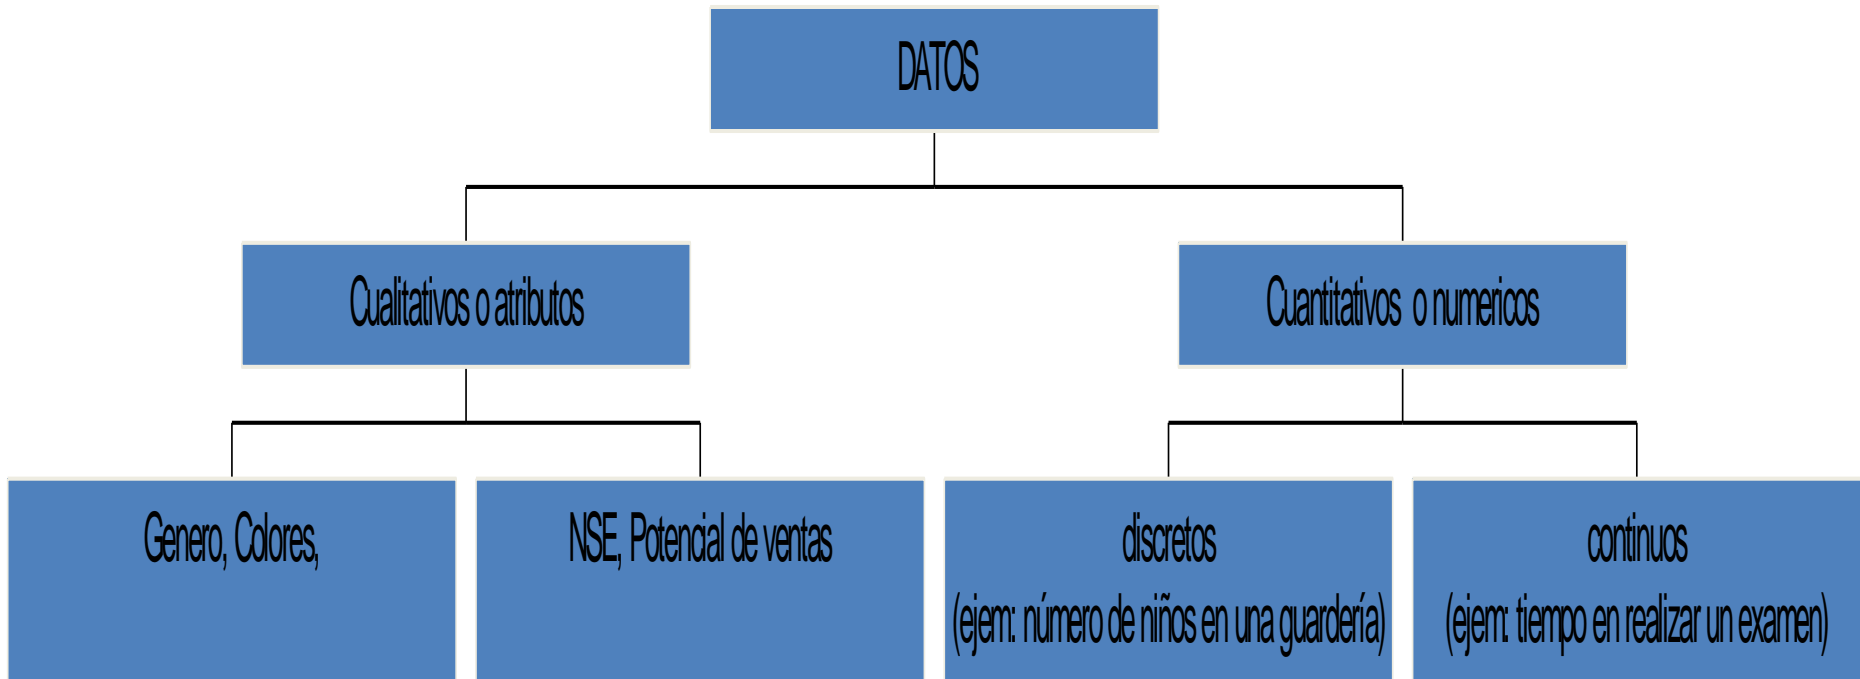 DATOS
Cualitativos o atributos
Cuantitativos o numericos
Genero, Colores,
NSE, Potencial de ventas
discretos
(ejem: número de niños en una guardería)
continuos
(ejem: tiempo en realizar un examen)